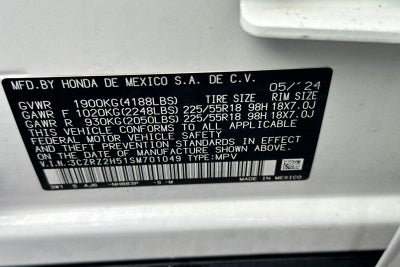 MFD.BY HONDA DE MEXICO S.A. DE C.V. 05/'24
TIRE SIZE RIM SIZE
GVWR 1900KG(4188LBS)
GAWR F 1020KG(2248LBS) 225/55R18 98H 18X7.0J
GAWR R 930KG(2050LBS) 225/55R18 98H 18X7.0J
THIS VEHICLE CONFORMS TO ALL APPLICABLE
FEDERAL MOTOR VEHICLE SAFETY
STANDARDS IN EFFECT ON THE DATE OF
MANUFACTURE SHOWN ABOVE.
V.I.N.:3CZRZ2H51SM701049 TYPE:MPV
3W1 S AJ6 -NH883P -S -M MADE IN MEXICO